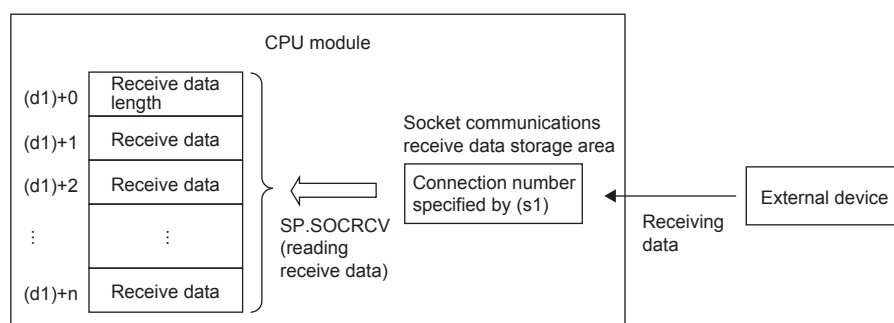 CPU module
(d1)+0
Receive data
length
(d1)+1
Receive data
(d1)+2
Receive data
⋮
⋮
(d1)+n
Receive data
SP.SOCRCV
(reading
receive data)
Socket communications
receive data storage area
Connection number
specified by (s1)
Receiving
data
External device